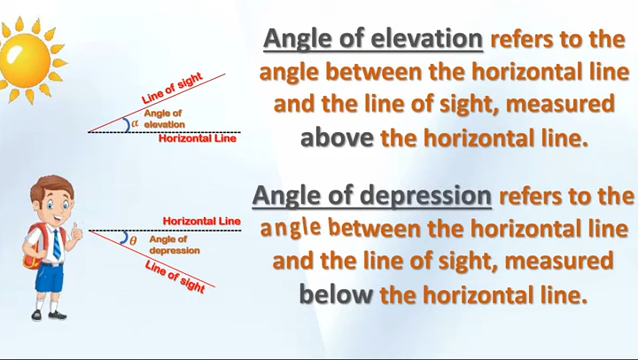 Angle of elevation refers to the
angle between the horizontal line
and the line of sight, measured
above the horizontal line.
Line of sight
α Angle of
elevation
Horizontal Line
Angle of depression refers to the
angle between the horizontal line
and the line of sight, measured
below the horizontal line.
Horizontal Line
θ Angle of
depression
Line of sight